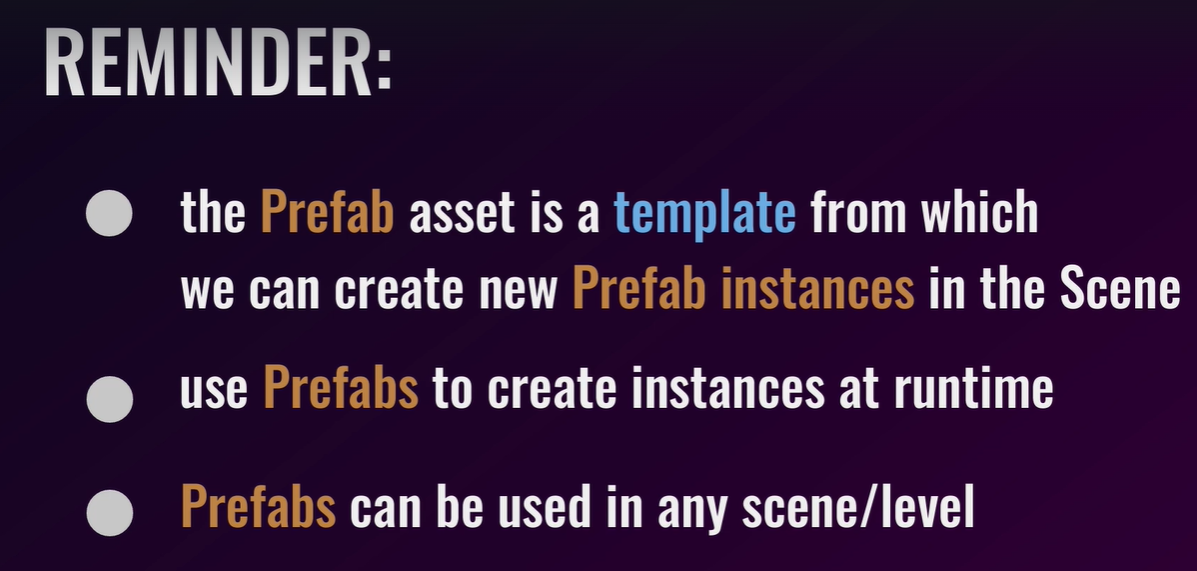 REMINDER:
the Prefab asset is a template from which
we can create new Prefab instances in the Scene
use Prefabs to create instances at runtime
Prefabs can be used in any scene/level